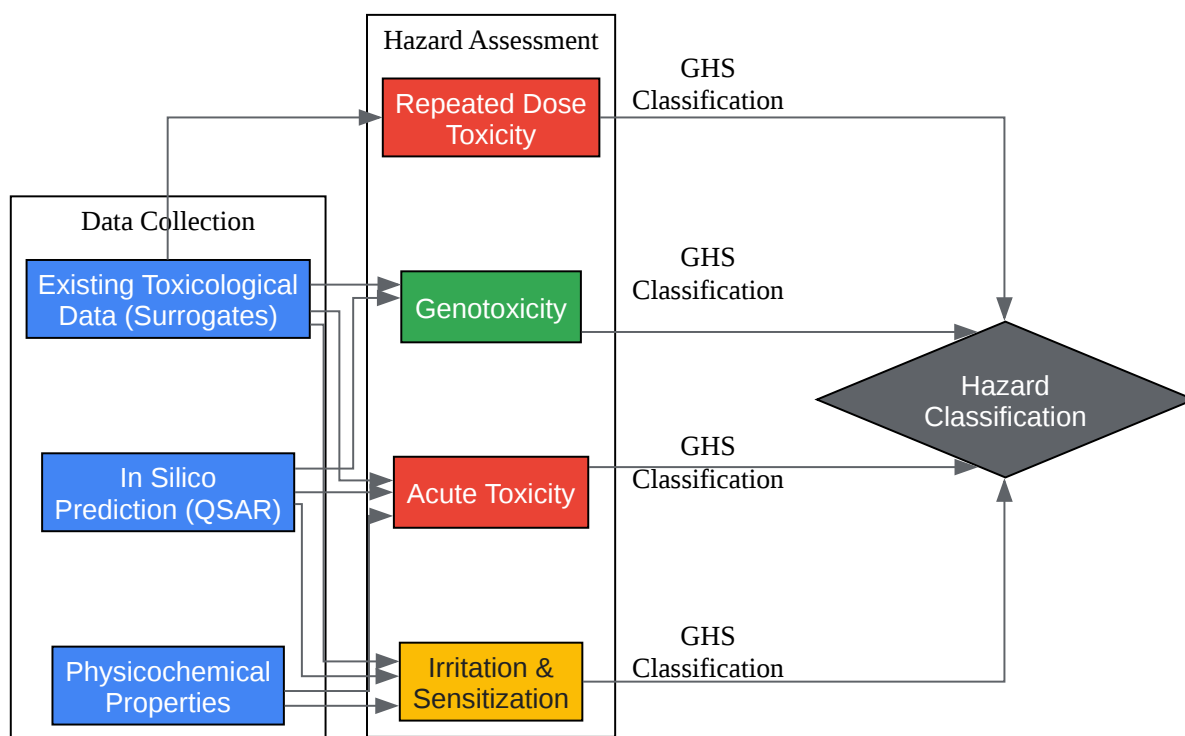 Hazard Assessment
Repeated Dose
Toxicity
GHS
Classification
Data Collection
Existing Toxicological
Data (Surrogates)
Genotoxicity
GHS
Classification
Hazard
Classification
In Silico
Prediction (QSAR)
Acute Toxicity
GHS
Classification
Physicochemical
Properties
Irritation &
Sensitization
GHS
Classification